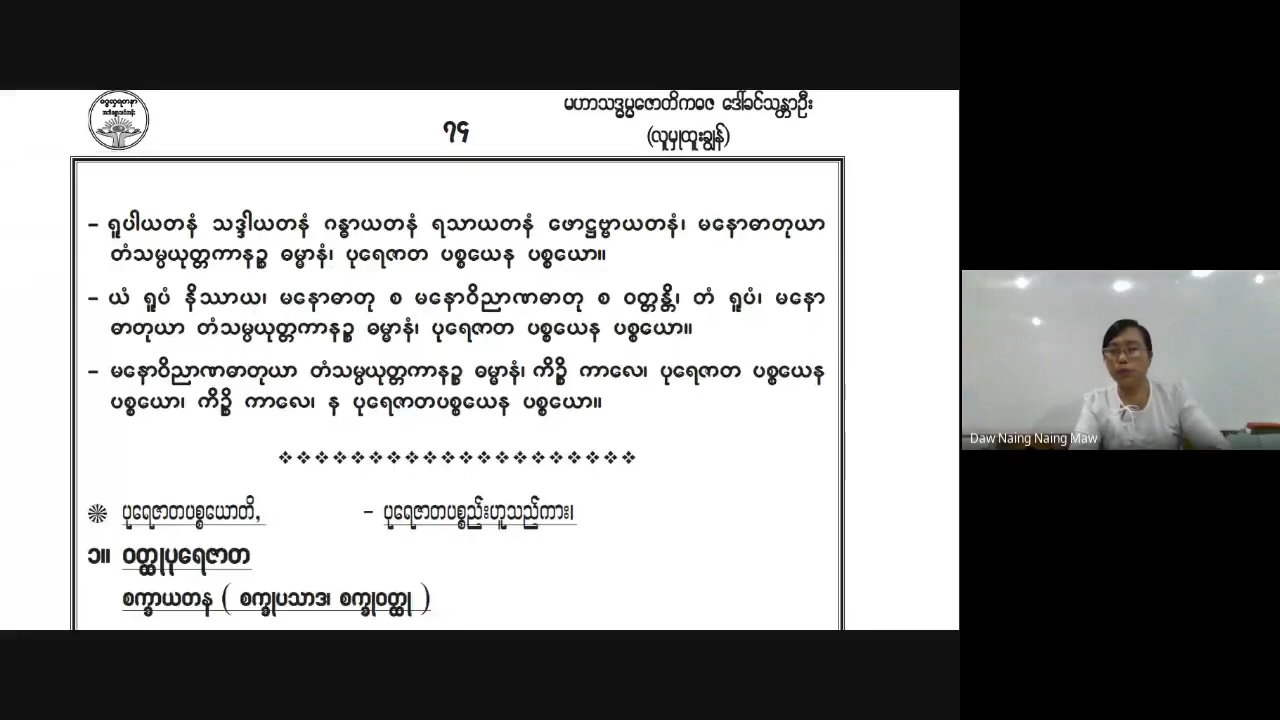 မဟာသဒ္ဓမ္မဇောတိကဓဇ ဒေါ်ခင်သန္တာဦး
၇၄
(လူမှုထူးချွန်)
– ရူပါယတနံ သဒ္ဒါယတနံ ဂန္ဓာယတနံ ရသာယတနံ ဖောဋ္ဌဗ္ဗာယတနံ၊ မနောဓာတုယာ
တံသမ္ပယုတ္တကာနဉ္စ ဓမ္မာနံ၊ ပုရေဇာတ ပစ္စယေန ပစ္စယော။
– ယံ ရူပံ နိဿာယ၊ မနောဓာတု စ မနောဝိညာဏဓာတု စ ဝတ္တန္တိ၊ တံ ရူပံ၊ မနော
ဓာတုယာ တံသမ္ပယုတ္တကာနဉ္စ ဓမ္မာနံ၊ ပုရေဇာတ ပစ္စယေန ပစ္စယော။
– မနောဝိညာဏဓာတုယာ တံသမ္ပယုတ္တကာနဉ္စ ဓမ္မာနံ၊ ကိဉ္စိ ကာလေ၊ ပုရေဇာတ ပစ္စယေန
ပစ္စယော၊ ကိဉ္စိ ကာလေ၊ န ပုရေဇာတပစ္စယေန ပစ္စယော။
ပုရေဇာတပစ္စယောတိ, – ပုရေဇာတပစ္စည်းဟူသည်ကား၊
၁။ ဝတ္ထုပုရေဇာတ
စက္ခာယတန ( စက္ခုပသာဒ၊ စက္ခုဝတ္ထု )
Daw Naing Naing Maw